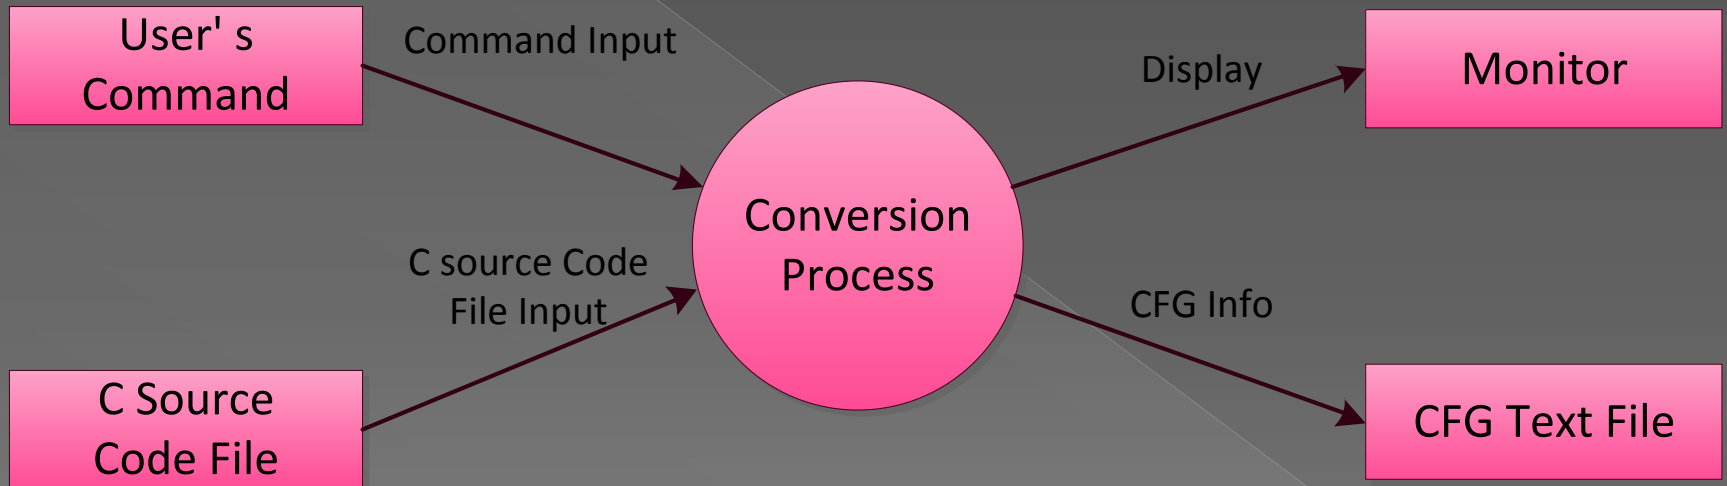 User' s
Command
Command Input
Display
Monitor
Conversion
Process
C source Code
File Input
CFG Info
C Source
Code File
CFG Text File